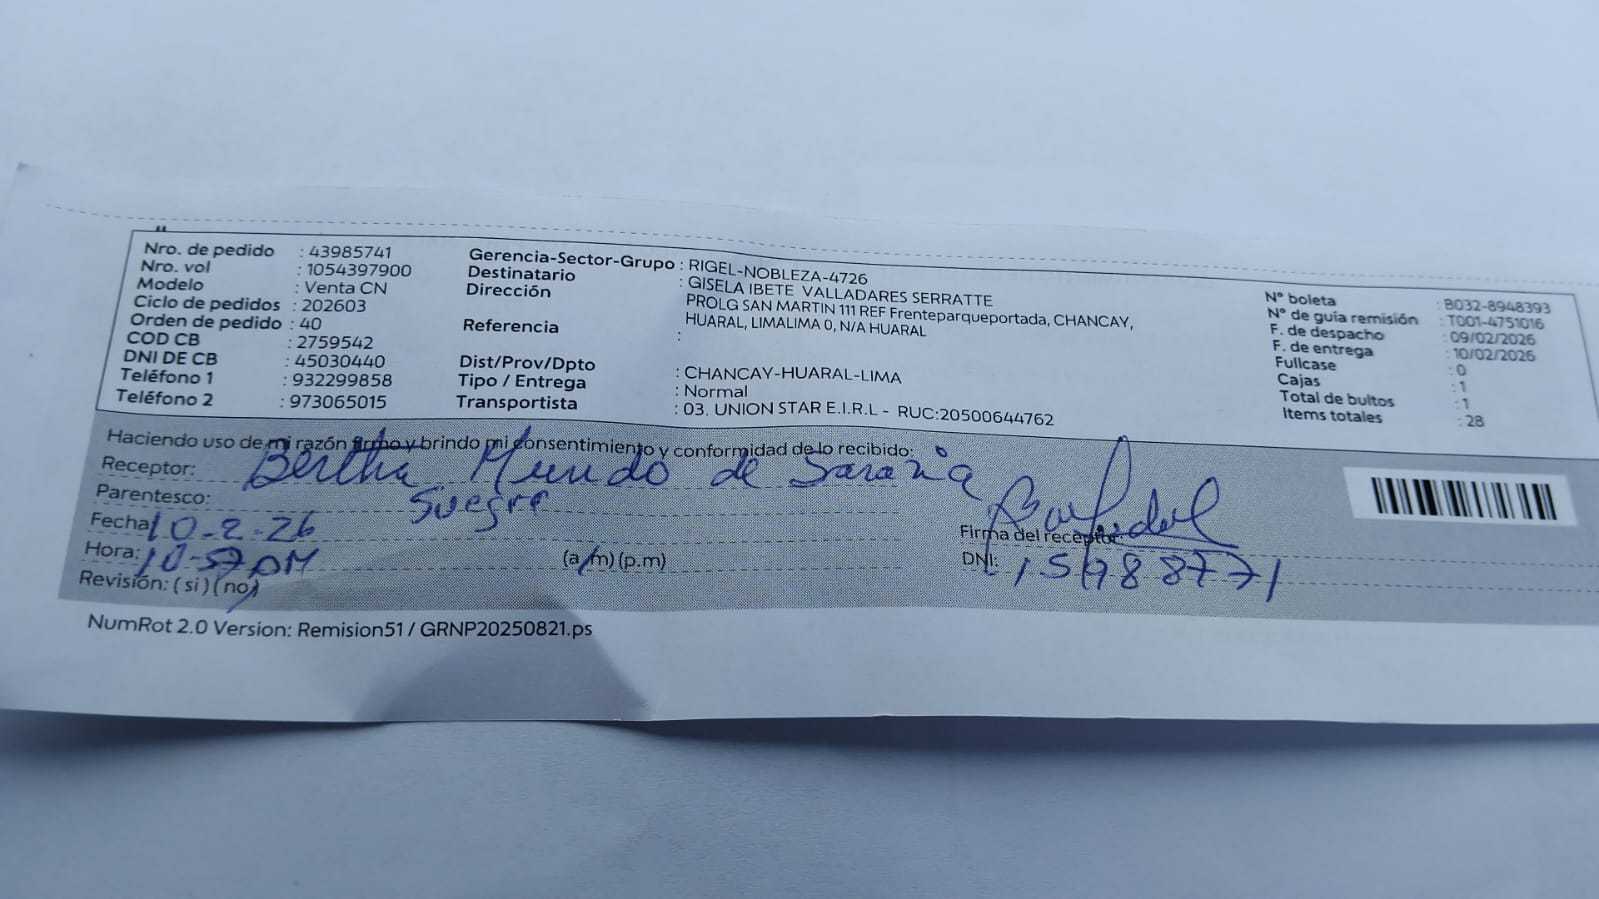 Nro. de pedido : 43985741
Nro. vol : 1054397900
Modelo : Venta CN
Ciclo de pedidos : 202603
Orden de pedido : 40
COD CB : 2759542
DNI DE CB : 45030440
Teléfono 1 : 932299858
Teléfono 2 : 973065015
Gerencia-Sector-Grupo : RIGEL-NOBLEZA-4726
Destinatario : GISELA IBETE VALLADARES SERRATTE
Dirección PROLG SAN MARTIN 111 REF Frenteparqueportada, CHANCAY,
HUARAL, LIMALIMA 0, N/A HUARAL
Referencia :
Dist/Prov/Dpto : CHANCAY-HUARAL-LIMA
Tipo / Entrega : Normal
Transportista : 03. UNION STAR E.I.R.L - RUC:20500644762
N° boleta : B032-8948393
N° de guía remisión : T001-4751016
F. de despacho : 09/02/2026
F. de entrega : 10/02/2026
Fullcase : 0
Cajas : 1
Total de bultos : 1
Items totales : 28
Haciendo uso de mi razón firmo y brindo mi consentimiento y conformidad de lo recibido:
Receptor: Bertha Mundo de
Parentesco: Suegra
Fecha 10-2-26
Hora: 10-57 (a.m) (p.m)
Revisión: (si) (no)
Firma del receptor:
DNI: 15988771
NumRot 2.0 Version: Remision51 / GRNP20250821.ps